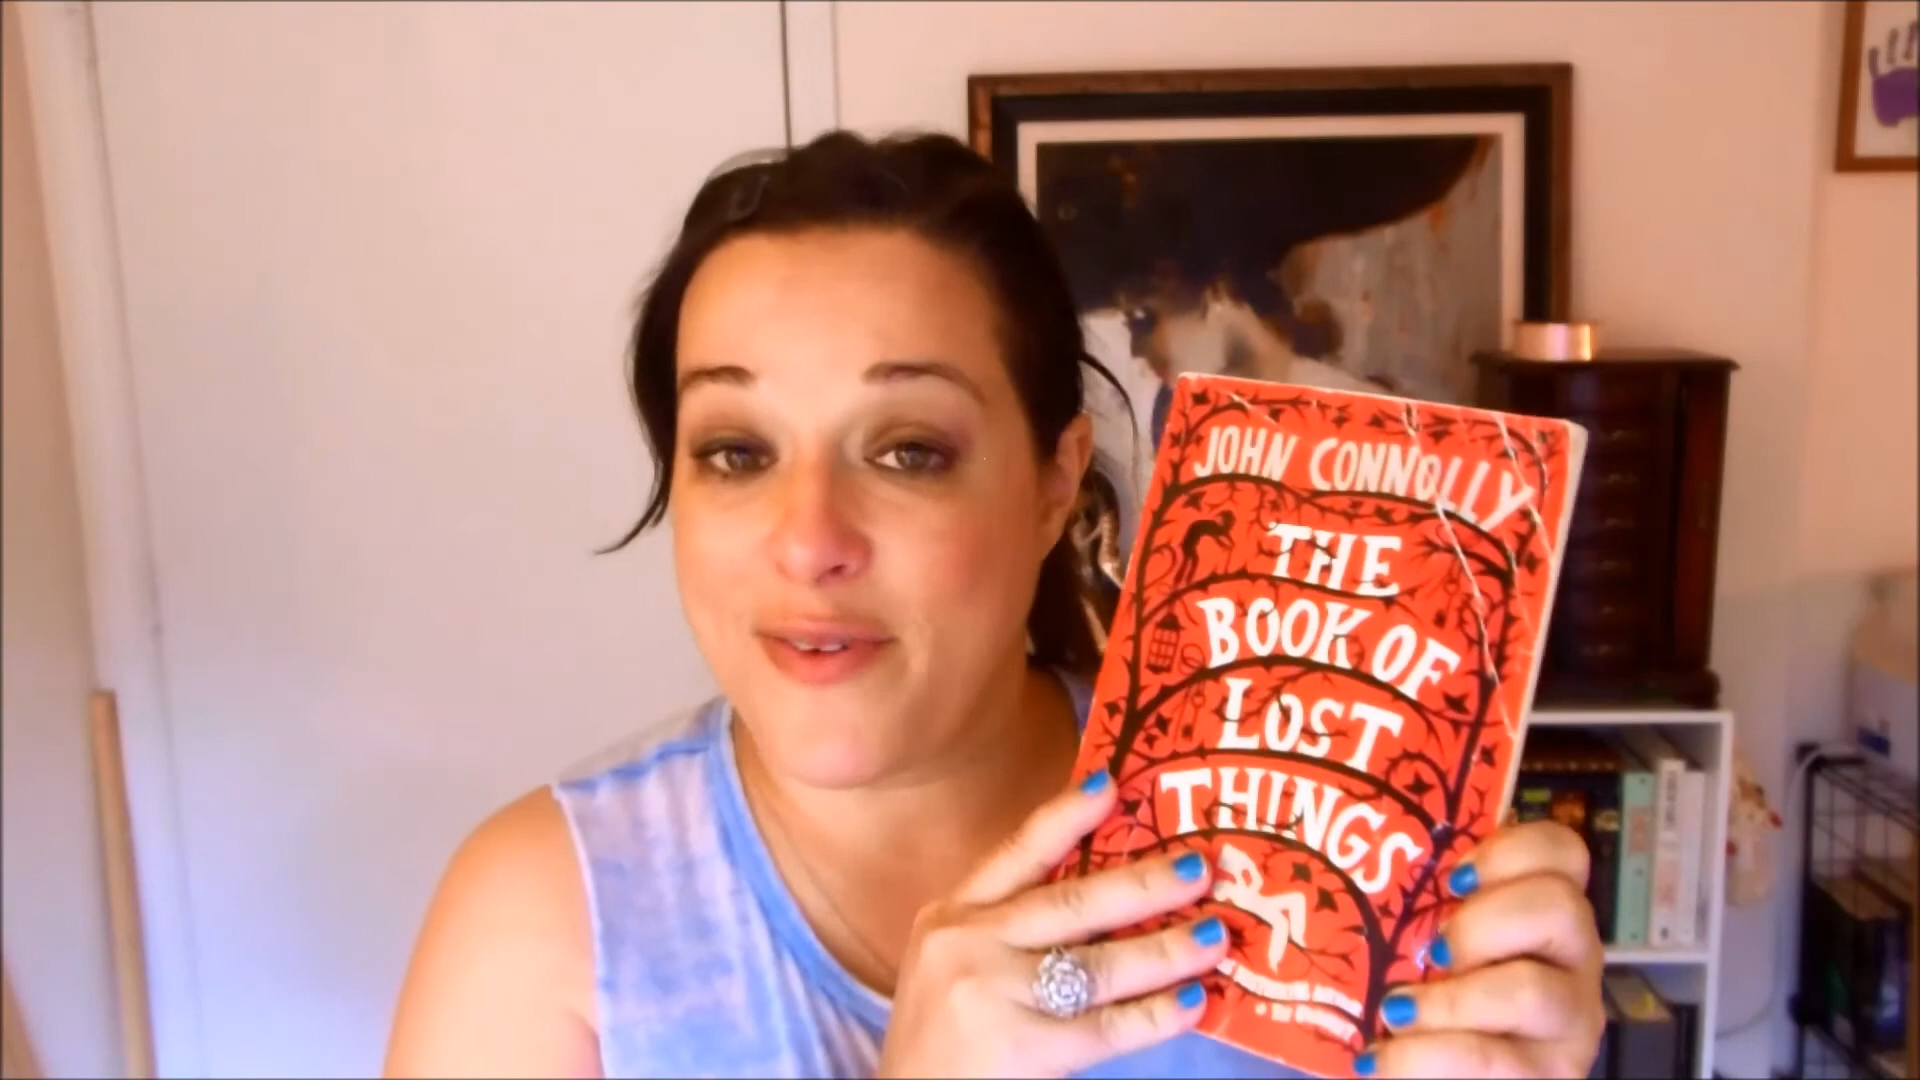 JOHN CONNOLLY
THE
BOOK OF
LOST
THINGS